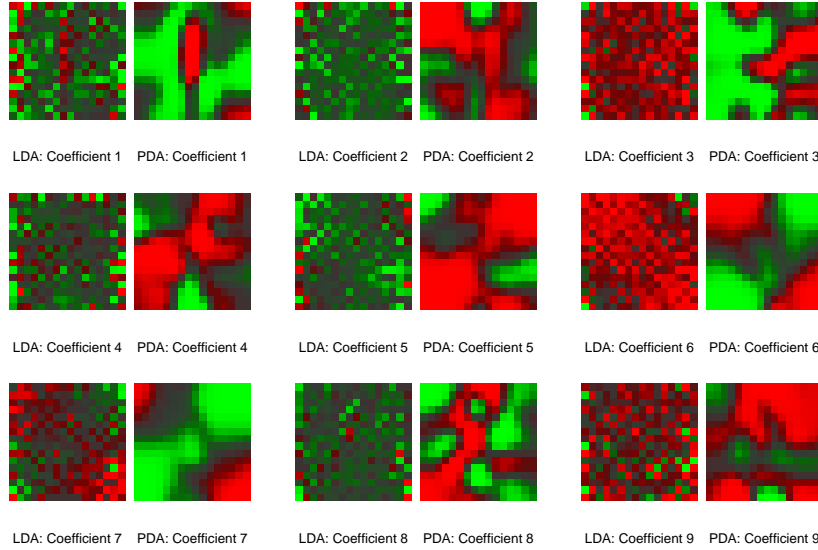 LDA: Coefficient 1 PDA: Coefficient 1 LDA: Coefficient 2 PDA: Coefficient 2 LDA: Coefficient 3 PDA: Coefficient 3
LDA: Coefficient 4 PDA: Coefficient 4 LDA: Coefficient 5 PDA: Coefficient 5 LDA: Coefficient 6 PDA: Coefficient 6
LDA: Coefficient 7 PDA: Coefficient 7 LDA: Coefficient 8 PDA: Coefficient 8 LDA: Coefficient 9 PDA: Coefficient 9